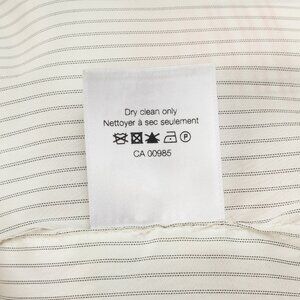 Dry clean only
Nettoyer à sec seulement
P
CA 00985